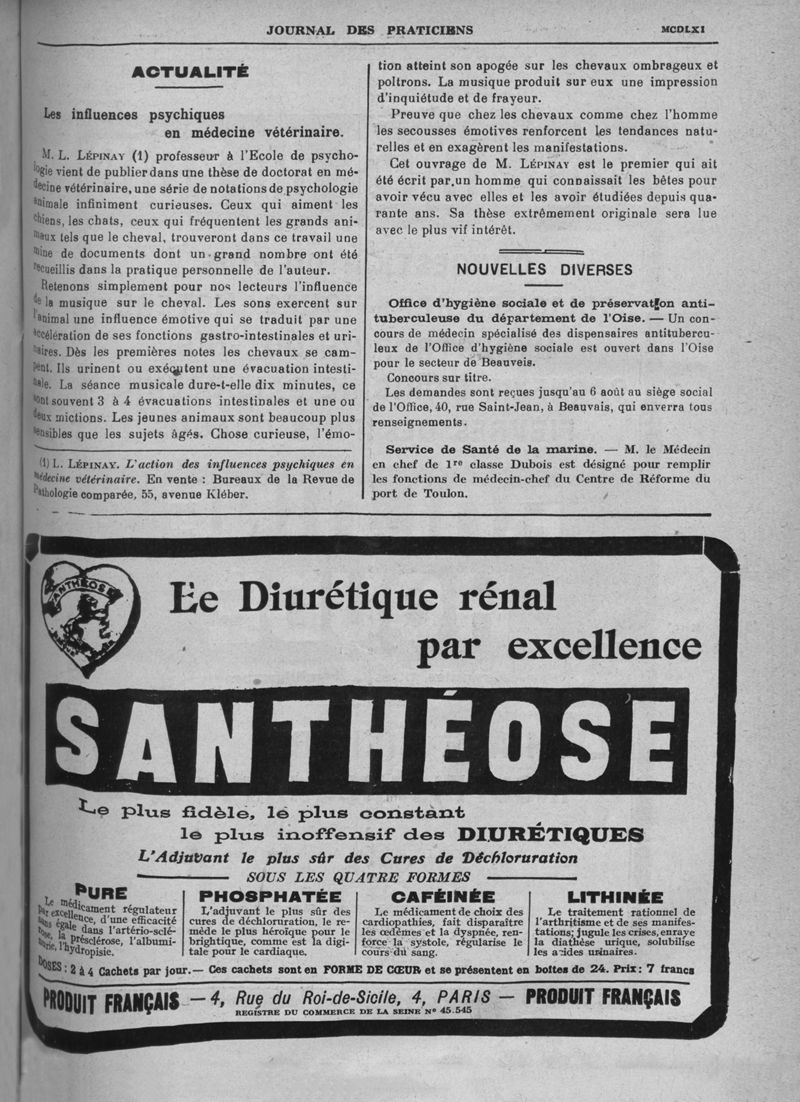 JOURNAL DES PRATICIENS
MCDLXI
ACTUALITÉ
Les influences psychiques
en médecine vétérinaire.
M. L. LÉPINAY (1) professeur à l'Ecole de psycho-
logie vient de publier dans une thèse de doctorat en mé-
decine vétérinaire, une série de notations de psychologie
animale infiniment curieuses. Ceux qui aiment les
chiens, les chats, ceux qui fréquentent les grands ani-
maux tels que le cheval, trouveront dans ce travail une
mine de documents dont un grand nombre ont été
recueillis dans la pratique personnelle de l'auteur.
Retenons simplement pour nos lecteurs l'influence
de la musique sur le cheval. Les sons exercent sur
l'animal une influence émotive qui se traduit par une
accélération de ses fonctions gastro-intestinales et uri-
naires. Dès les premières notes les chevaux se cam-
pent. Ils urinent ou exécutent une évacuation intesti-
nale. La séance musicale dure-t-elle dix minutes, ce
sont souvent 3 à 4 évacuations intestinales et une ou
deux mictions. Les jeunes animaux sont beaucoup plus
sensibles que les sujets âgés. Chose curieuse, l'émo-
(1) L. LÉPINAY. L'action des influences psychiques en
médecine vétérinaire. En vente : Bureaux de la Revue de
Pathologie comparée, 55, avenue Kléber.
tion atteint son apogée sur les chevaux ombrageux et
poltrons. La musique produit sur eux une impression
d'inquiétude et de frayeur.
Preuve que chez les chevaux comme chez l'homme
les secousses émotives renforcent les tendances natu-
relles et en exagèrent les manifestations.
Cet ouvrage de M. LÉPINAY est le premier qui ait
été écrit par un homme qui connaissait les bêtes pour
avoir vécu avec elles et les avoir étudiées depuis qua-
rante ans. Sa thèse extrêmement originale sera lue
avec le plus vif intérêt.
NOUVELLES DIVERSES
Office d'hygiène sociale et de préservation anti-
tuberculeuse du département de l'Oise. — Un con-
cours de médecin spécialisé des dispensaires antitubercu-
leux de l'Office d'hygiène sociale est ouvert dans l'Oise
pour le secteur de Beauvais.
Concours sur titre.
Les demandes sont reçues jusqu'au 6 août au siège social
de l'Office, 40, rue Saint-Jean, à Beauvais, qui enverra tous
renseignements.
Service de Santé de la marine. — M. le Médecin
en chef de 1re classe Dubois est désigné pour remplir
les fonctions de médecin-chef du Centre de Réforme du
port de Toulon.
SANTHÉOSE
Le Diurétique rénal
par excellence
SANTHÉOSE
Le plus fidèle, le plus constant
le plus inoffensif des DIURÉTIQUES
L'Adjuvant le plus sûr des Cures de Déchloruration
SOUS LES QUATRE FORMES
PURE
Le médicament régulateur
par excellence, d'une efficacité
sans égale dans l'artério-sclé-
rose, la présclérose, l'albumi-
nurie, l'hydropisie.
PHOSPHATÉE
L'adjuvant le plus sûr des
cures de déchloruration, le re-
mède le plus héroïque pour le
brightique, comme est la digi-
tale pour le cardiaque.
CAFÉINÉE
Le médicament de choix des
cardiopathies, fait disparaître
les œdèmes et la dyspnée, ren-
force la systole, régularise le
cours du sang.
LITHINÉE
Le traitement rationnel de
l'arthritisme et de ses manifes-
tations; jugule les crises, enraye
la diathèse urique, solubilise
les acides urinaires.
DOSES : 2 à 4 Cachets par jour. — Ces cachets sont en FORME DE CŒUR et se présentent en boîtes de 24. Prix : 7 francs
PRODUIT FRANÇAIS — 4, Rue du Roi-de-Sicile, 4, PARIS — PRODUIT FRANÇAIS
REGISTRE DU COMMERCE DE LA SEINE N° 45.545